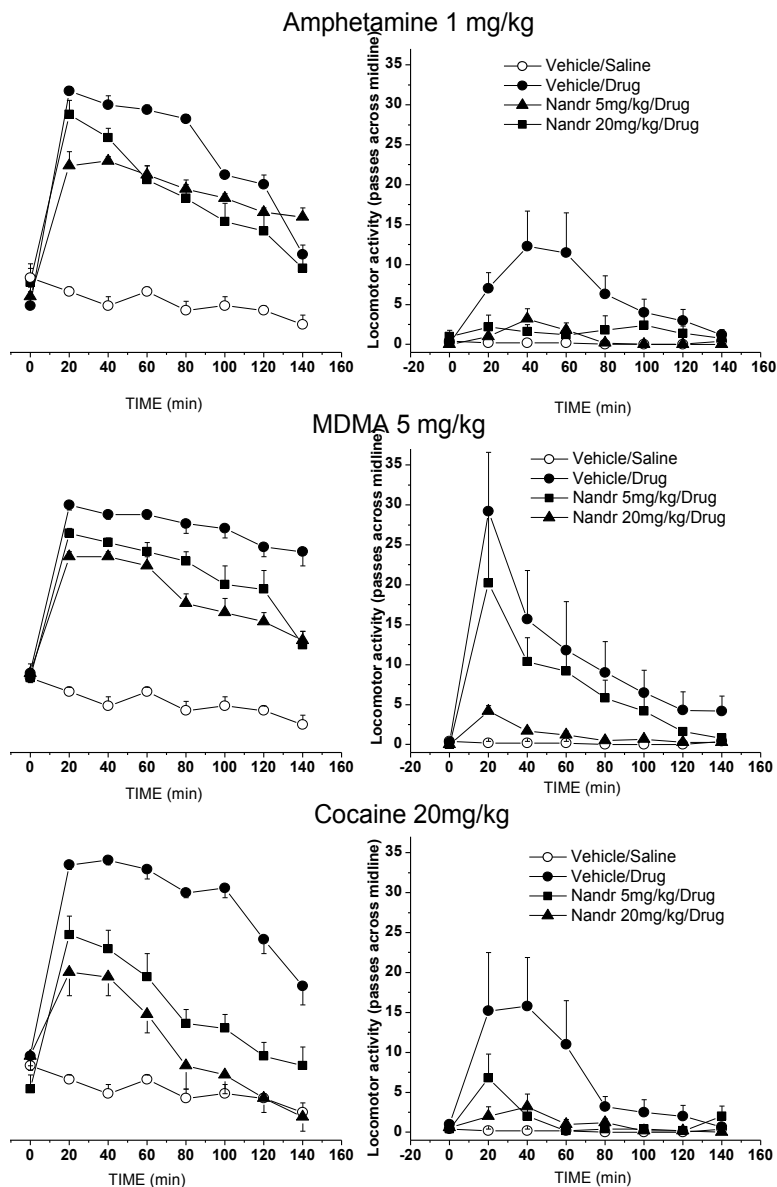 Amphetamine 1 mg/kg
Locomotor activity (passes across midline)
35
30
25
20
15
10
5
0
Vehicle/Saline
Vehicle/Drug
Nandr 5mg/kg/Drug
Nandr 20mg/kg/Drug
0 20 40 60 80 100 120 140 160
TIME (min)
0 20 40 60 80 100 120 140 160
TIME (min)
MDMA 5 mg/kg
Locomotor activity (passes across midline)
35
30
25
20
15
10
5
0
Vehicle/Saline
Vehicle/Drug
Nandr 5mg/kg/Drug
Nandr 20mg/kg/Drug
0 20 40 60 80 100 120 140 160
TIME (min)
-20 0 20 40 60 80 100 120 140 160
TIME (min)
Cocaine 20mg/kg
Locomotor activity (passes across midline)
35
30
25
20
15
10
5
0
Vehicle/Saline
Vehicle/Drug
Nandr 5mg/kg/Drug
Nandr 20mg/kg/Drug
0 20 40 60 80 100 120 140 160
TIME (min)
-20 0 20 40 60 80 100 120 140 160
TIME (min)